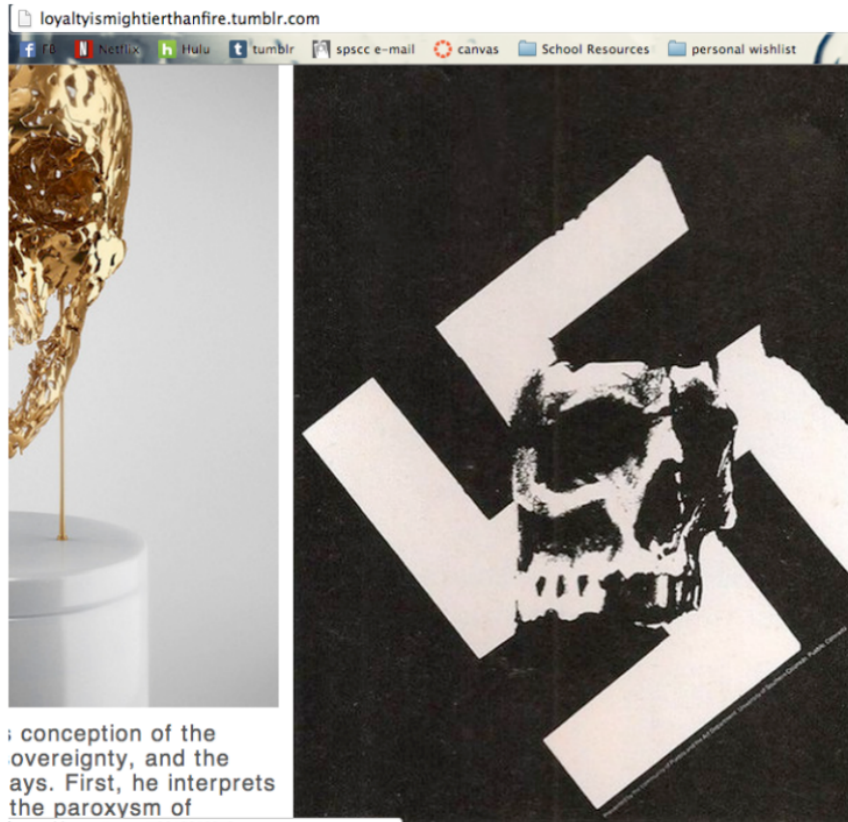 loyaltyismightierthanfire.tumblr.com
f FB N Netflix h Hulu t tumblr spscc e-mail canvas School Resources personal wishlist
s conception of the
sovereignty, and the
ays. First, he interprets
the paroxysm of